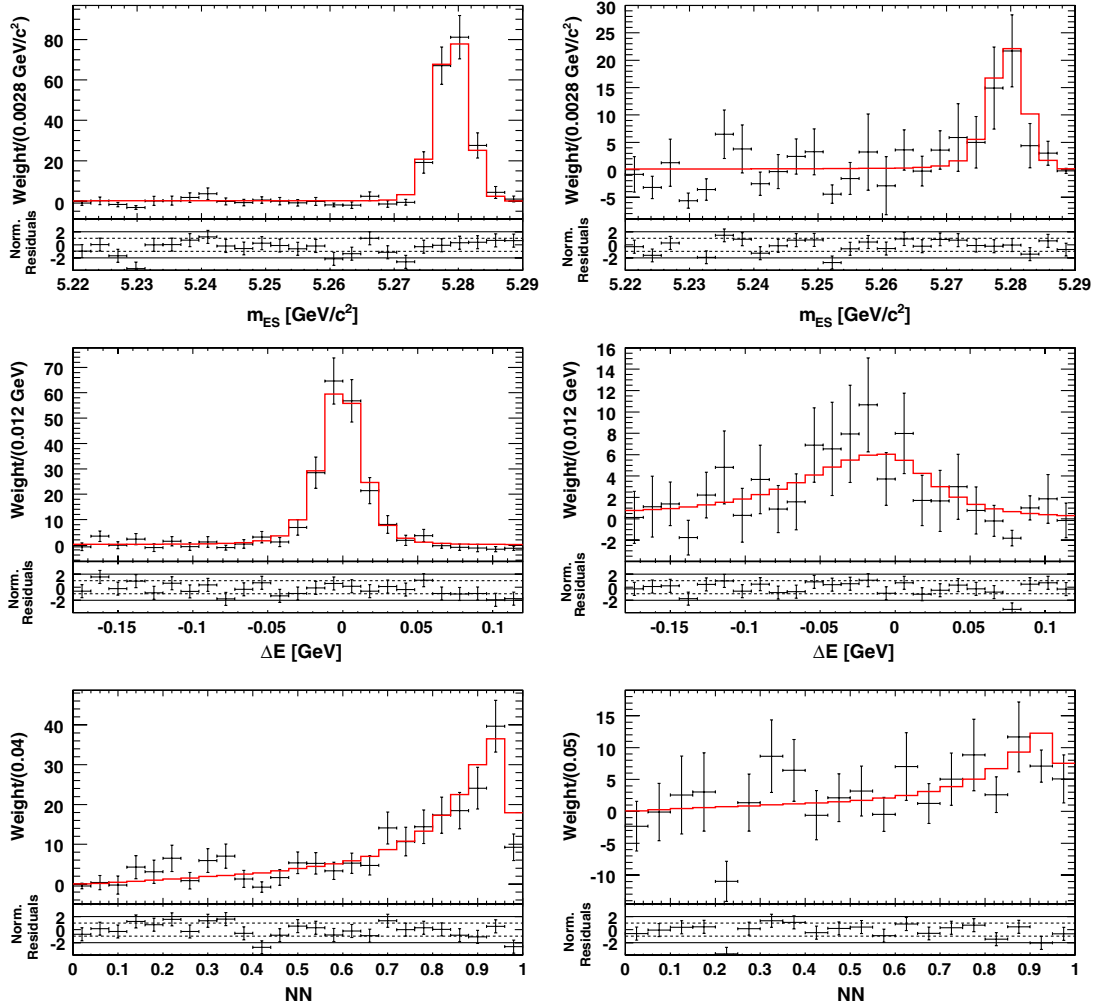 Weight/(0.0028 GeV/c²)
80
60
40
20
0
Norm. Residuals
2
0
-2
5.22 5.23 5.24 5.25 5.26 5.27 5.28 5.29
mES [GeV/c²]
Weight/(0.0028 GeV/c²)
30
25
20
15
10
5
0
-5
Norm. Residuals
2
0
-2
5.22 5.23 5.24 5.25 5.26 5.27 5.28 5.29
mES [GeV/c²]
Weight/(0.012 GeV)
70
60
50
40
30
20
10
0
Norm. Residuals
2
0
-2
-0.15 -0.1 -0.05 0 0.05 0.1
ΔE [GeV]
Weight/(0.012 GeV)
16
14
12
10
8
6
4
2
0
-2
Norm. Residuals
2
0
-2
-0.15 -0.1 -0.05 0 0.05 0.1
ΔE [GeV]
Weight/(0.04)
40
30
20
10
0
Norm. Residuals
2
0
-2
0 0.1 0.2 0.3 0.4 0.5 0.6 0.7 0.8 0.9 1
NN
Weight/(0.05)
15
10
5
0
-5
-10
Norm. Residuals
2
0
-2
0 0.1 0.2 0.3 0.4 0.5 0.6 0.7 0.8 0.9 1
NN